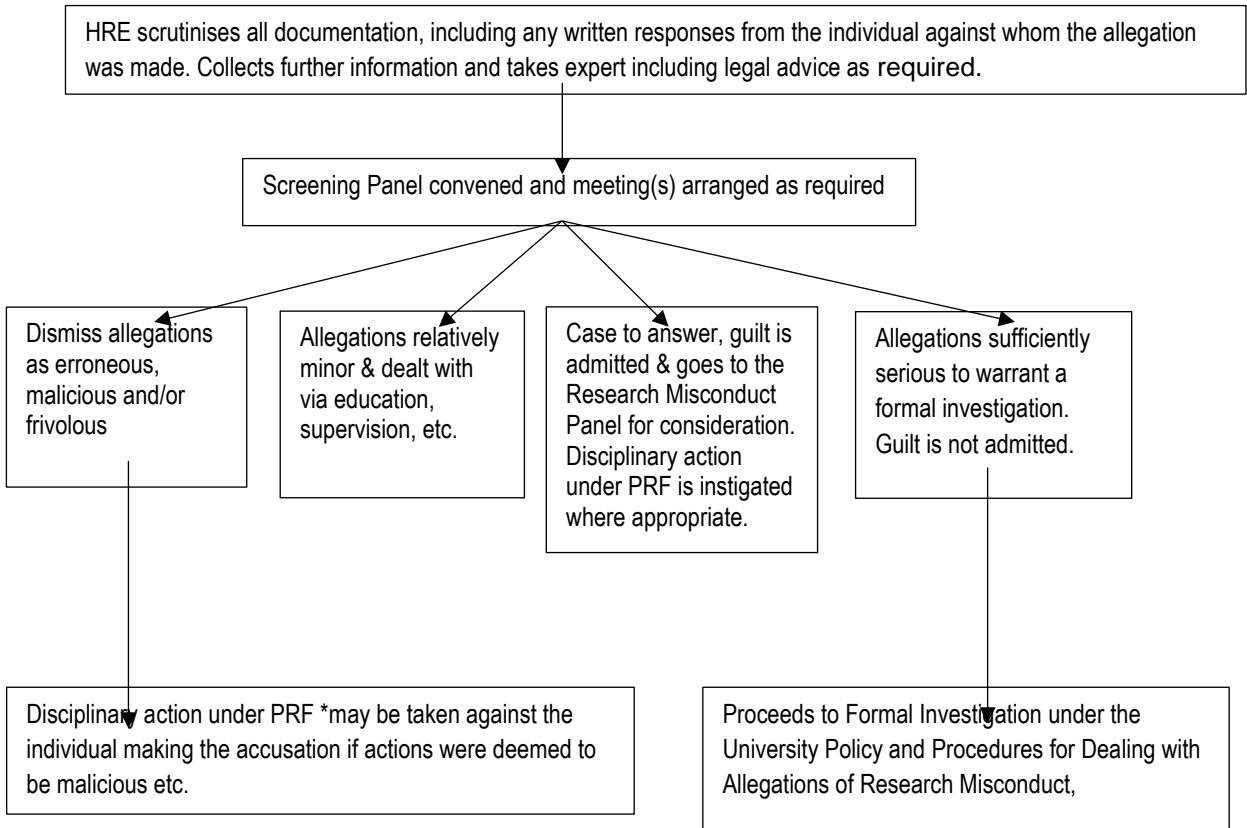 HRE scrutinises all documentation, including any written responses from the individual against whom the allegation
was made. Collects further information and takes expert including legal advice as required.
Screening Panel convened and meeting(s) arranged as required
Dismiss allegations
as erroneous,
malicious and/or
frivolous
Allegations relatively
minor & dealt with
via education,
supervision, etc.
Case to answer, guilt is
admitted & goes to the
Research Misconduct
Panel for consideration.
Disciplinary action
under PRF is instigated
where appropriate.
Allegations sufficiently
serious to warrant a
formal investigation.
Guilt is not admitted.
Disciplinary action under PRF *may be taken against the
individual making the accusation if actions were deemed to
be malicious etc.
Proceeds to Formal Investigation under the
University Policy and Procedures for Dealing with
Allegations of Research Misconduct,